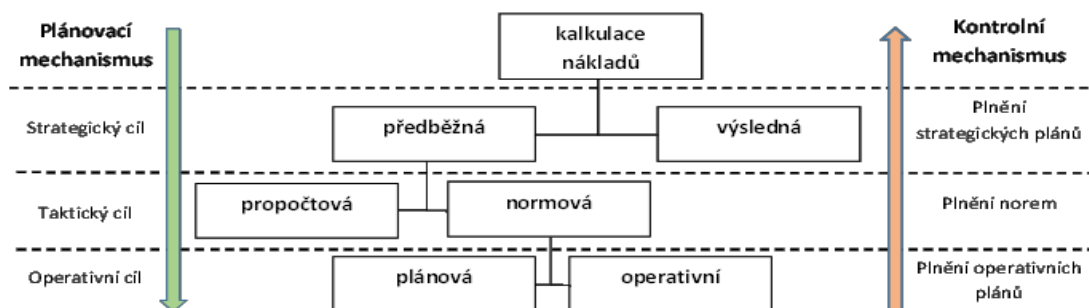 Plánovací
mechanismus
kalkulace
nákladů
Kontrolní
mechanismus
Strategický cíl
předběžná
výsledná
Plnění
strategických plánů
Taktický cíl
propočtová
normová
Plnění norem
Operativní cíl
plánová
operativní
Plnění operativních
plánů